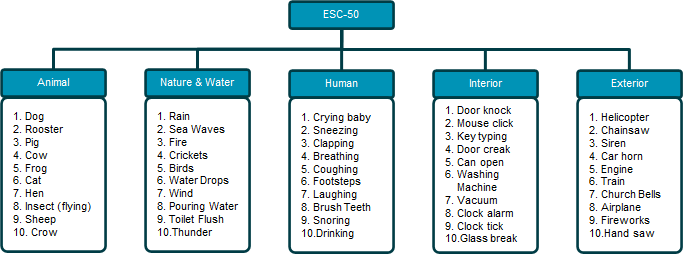 ESC-50
Animal
1. Dog
2. Rooster
3. Pig
4. Cow
5. Frog
6. Cat
7. Hen
8. Insect (flying)
9. Sheep
10. Crow
Nature & Water
1. Rain
2. Sea Waves
3. Fire
4. Crickets
5. Birds
6. Water Drops
7. Wind
8. Pouring Water
9. Toilet Flush
10.Thunder
Human
1. Crying baby
2. Sneezing
3. Clapping
4. Breathing
5. Coughing
6. Footsteps
7. Laughing
8. Brush Teeth
9. Snoring
10.Drinking
Interior
1. Door knock
2. Mouse click
3. Key typing
4. Door creak
5. Can open
6. Washing
Machine
7. Vacuum
8. Clock alarm
9. Clock tick
10.Glass break
Exterior
1. Helicopter
2. Chainsaw
3. Siren
4. Car horn
5. Engine
6. Train
7. Church Bells
8. Airplane
9. Fireworks
10.Hand saw